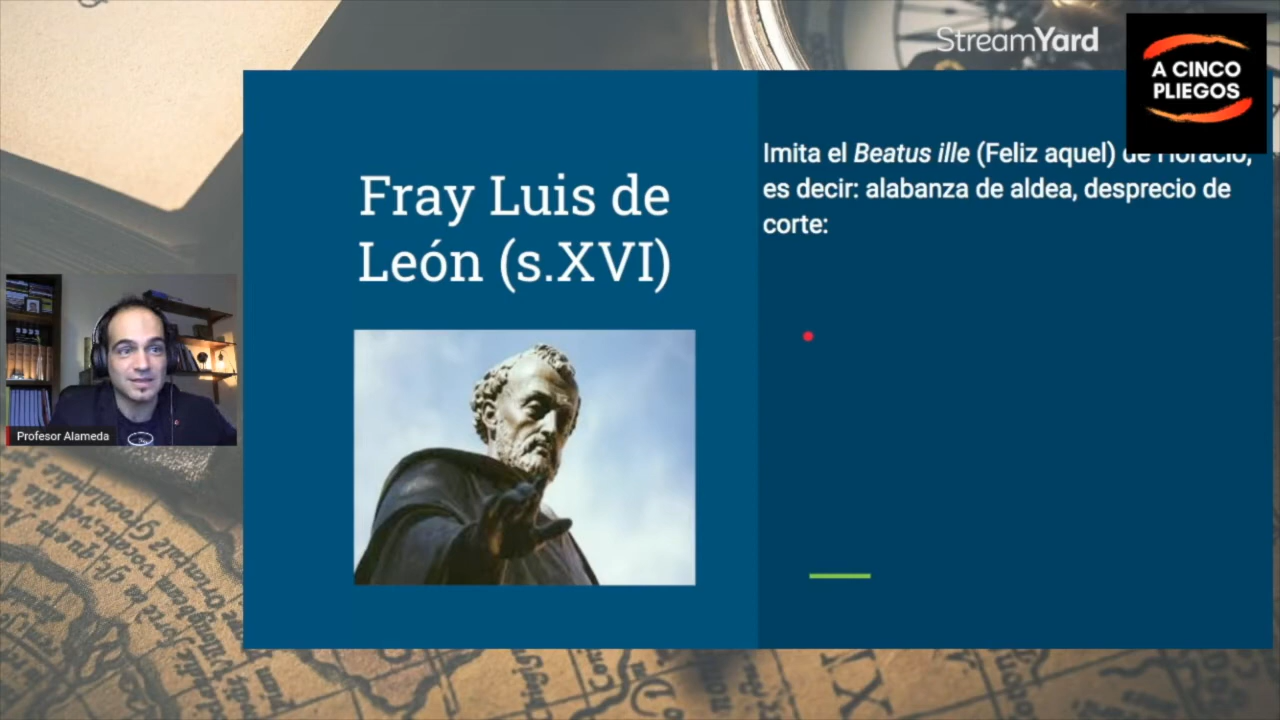 StreamYard
A CINCO
PLIEGOS
Fray Luis de
León (s.XVI)
Imita el Beatus ille (Feliz aquel) de Horacio,
es decir: alabanza de aldea, desprecio de
corte:
Profesor Alameda